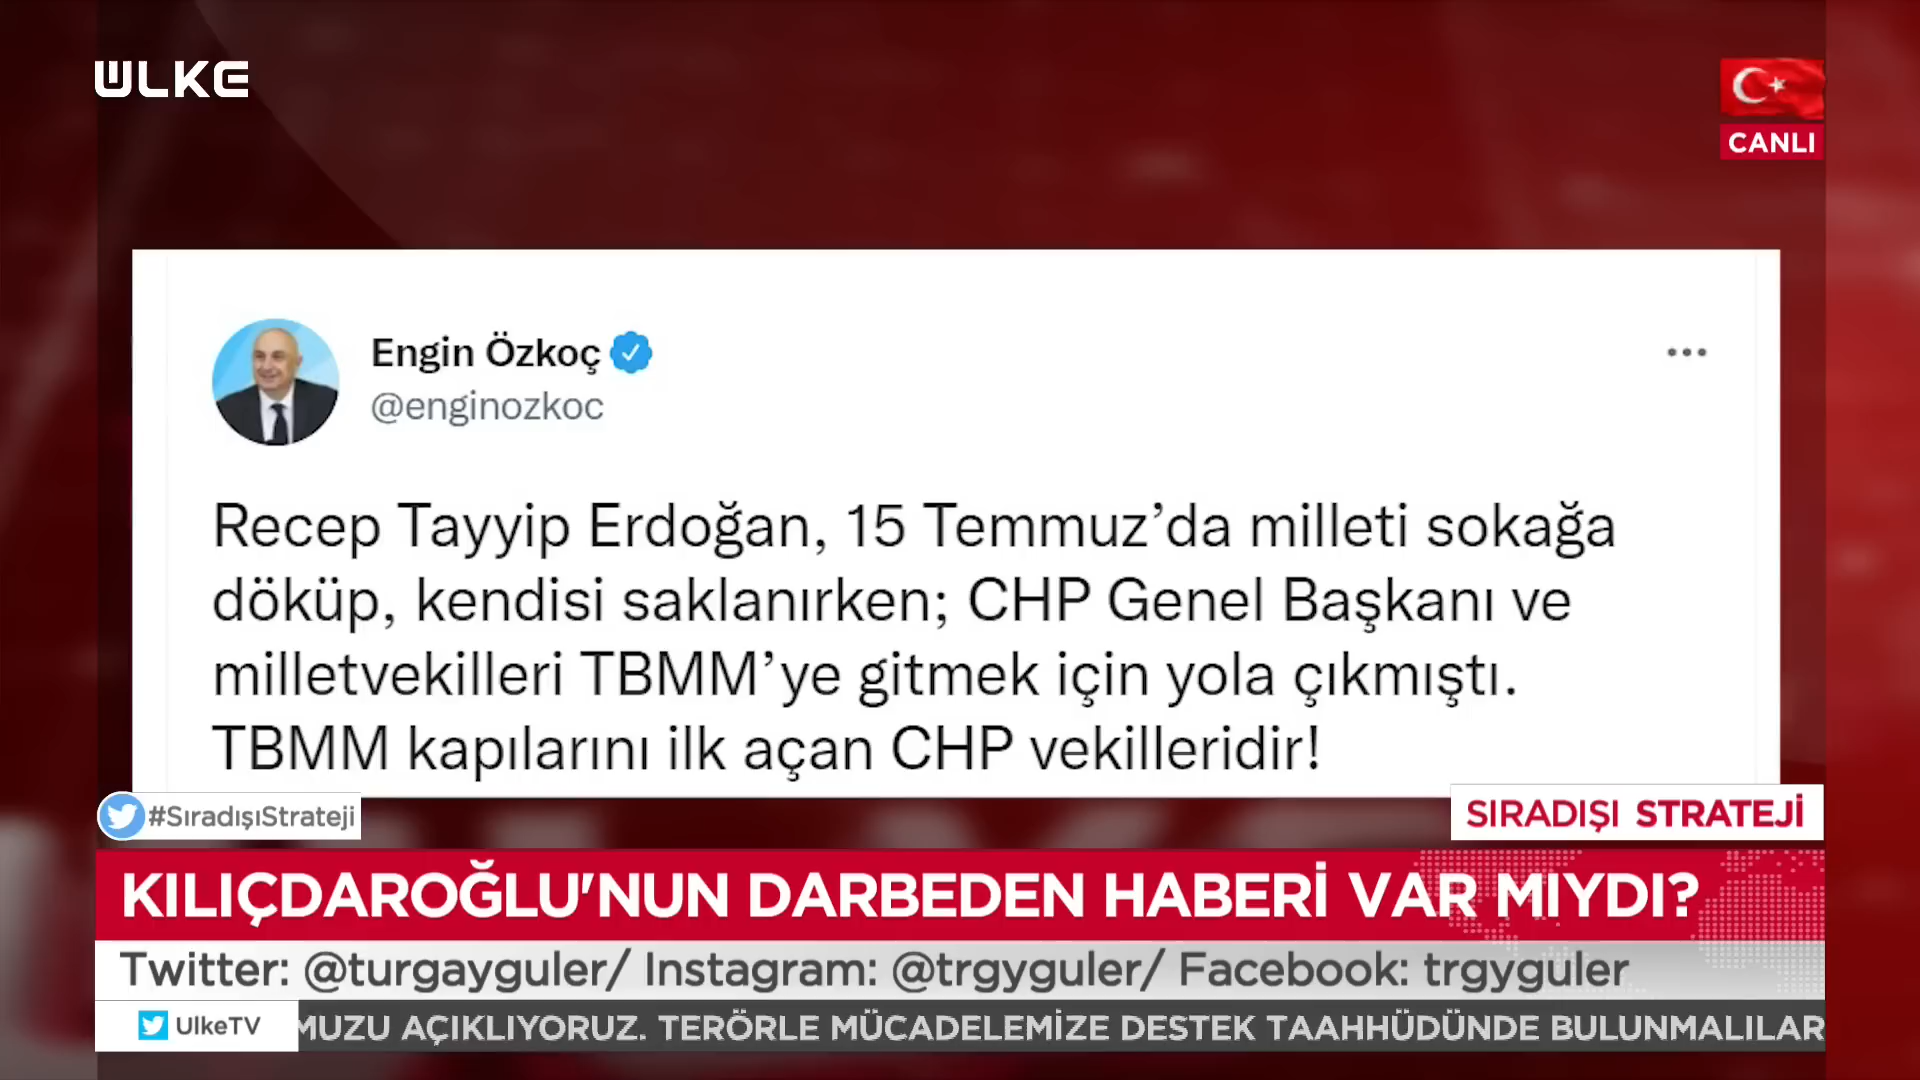 ULKE
CANLI
Engin Özkoç
@enginozkoc
Recep Tayyip Erdoğan, 15 Temmuz’da milleti sokağa
döküp, kendisi saklanırken; CHP Genel Başkanı ve
milletvekilleri TBMM’ye gitmek için yola çıkmıştı.
TBMM kapılarını ilk açan CHP vekilleridir!
#SıradışıStrateji
SIRADIŞI STRATEJİ
KILIÇDAROĞLU'NUN DARBEDEN HABERİ VAR MIYDI?
Twitter: @turgayguler/ Instagram: @trgyguler/ Facebook: trgyguler
UlkeTV
MUZU AÇIKLIYORUZ. TERÖRLE MÜCADELEMİZE DESTEK TAAHHÜDÜNDE BULUNMALILAR